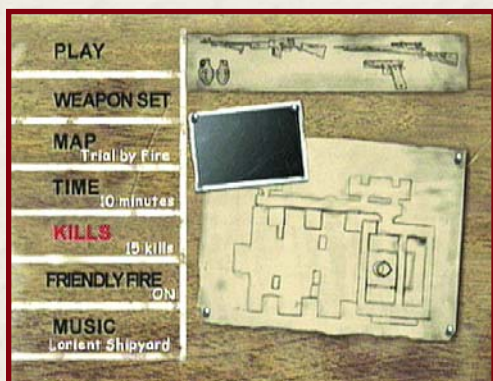 PLAY
WEAPON SET
MAP
Trial by Fire
TIME
10 minutes
KILLS
15 kills
FRIENDLY FIRE
ON
MUSIC
Lorient Shipyard